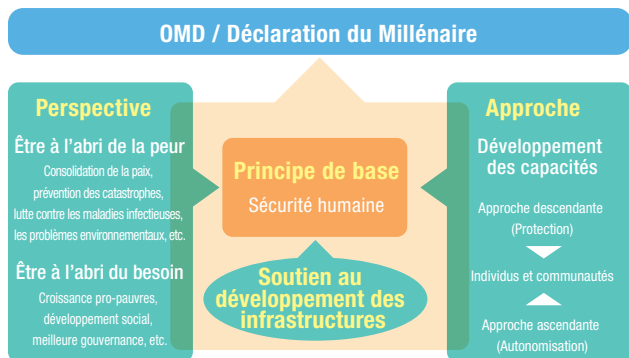 OMD / Déclaration du Millénaire
Perspective
Être à l'abri de la peur
Consolidation de la paix,
prévention des catastrophes,
lutte contre les maladies infectieuses,
les problèmes environnementaux, etc.
Être à l'abri du besoin
Croissance pro-pauvres,
développement social,
meilleure gouvernance, etc.
Principe de base
Sécurité humaine
Soutien au
développement des
infrastructures
Approche
Développement
des capacités
Approche descendante
(Protection)
Individus et communautés
Approche ascendante
(Autonomisation)